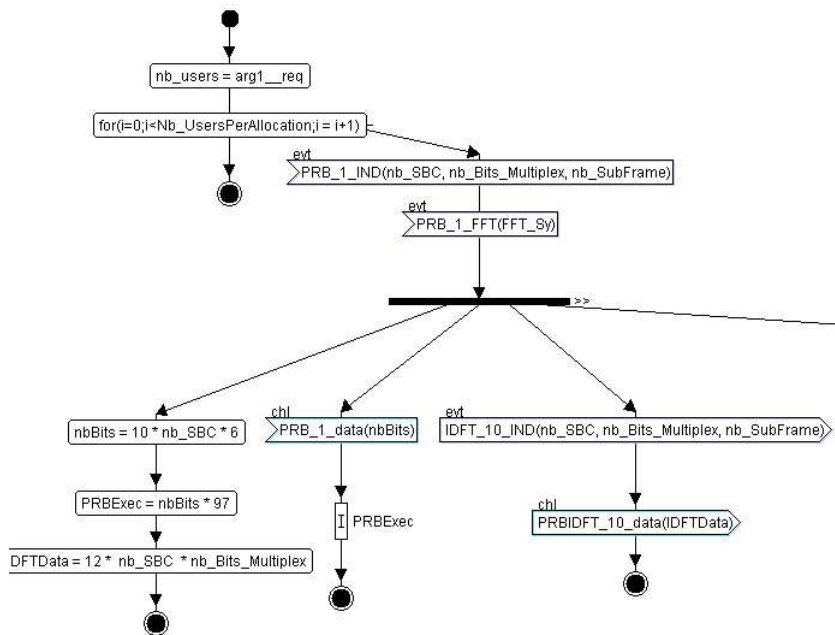 nb_users = arg1__req
for(i=0;i<Nb_UsersPerAllocation;i = i+1)
evt
PRB_1_IND(nb_SBC, nb_Bits_Multiplex, nb_SubFrame)
evt
PRB_1_FFT(FFT_Sy)
>>
nbBits = 10 * nb_SBC * 6
chl
PRB_1_data(nbBits)
evt
IDFT_10_IND(nb_SBC, nb_Bits_Multiplex, nb_SubFrame)
PRBExec = nbBits * 97
I PRBExec
chl
PRBIDFT_10_data(IDFTData)
DFTData = 12 * nb_SBC * nb_Bits_Multiplex